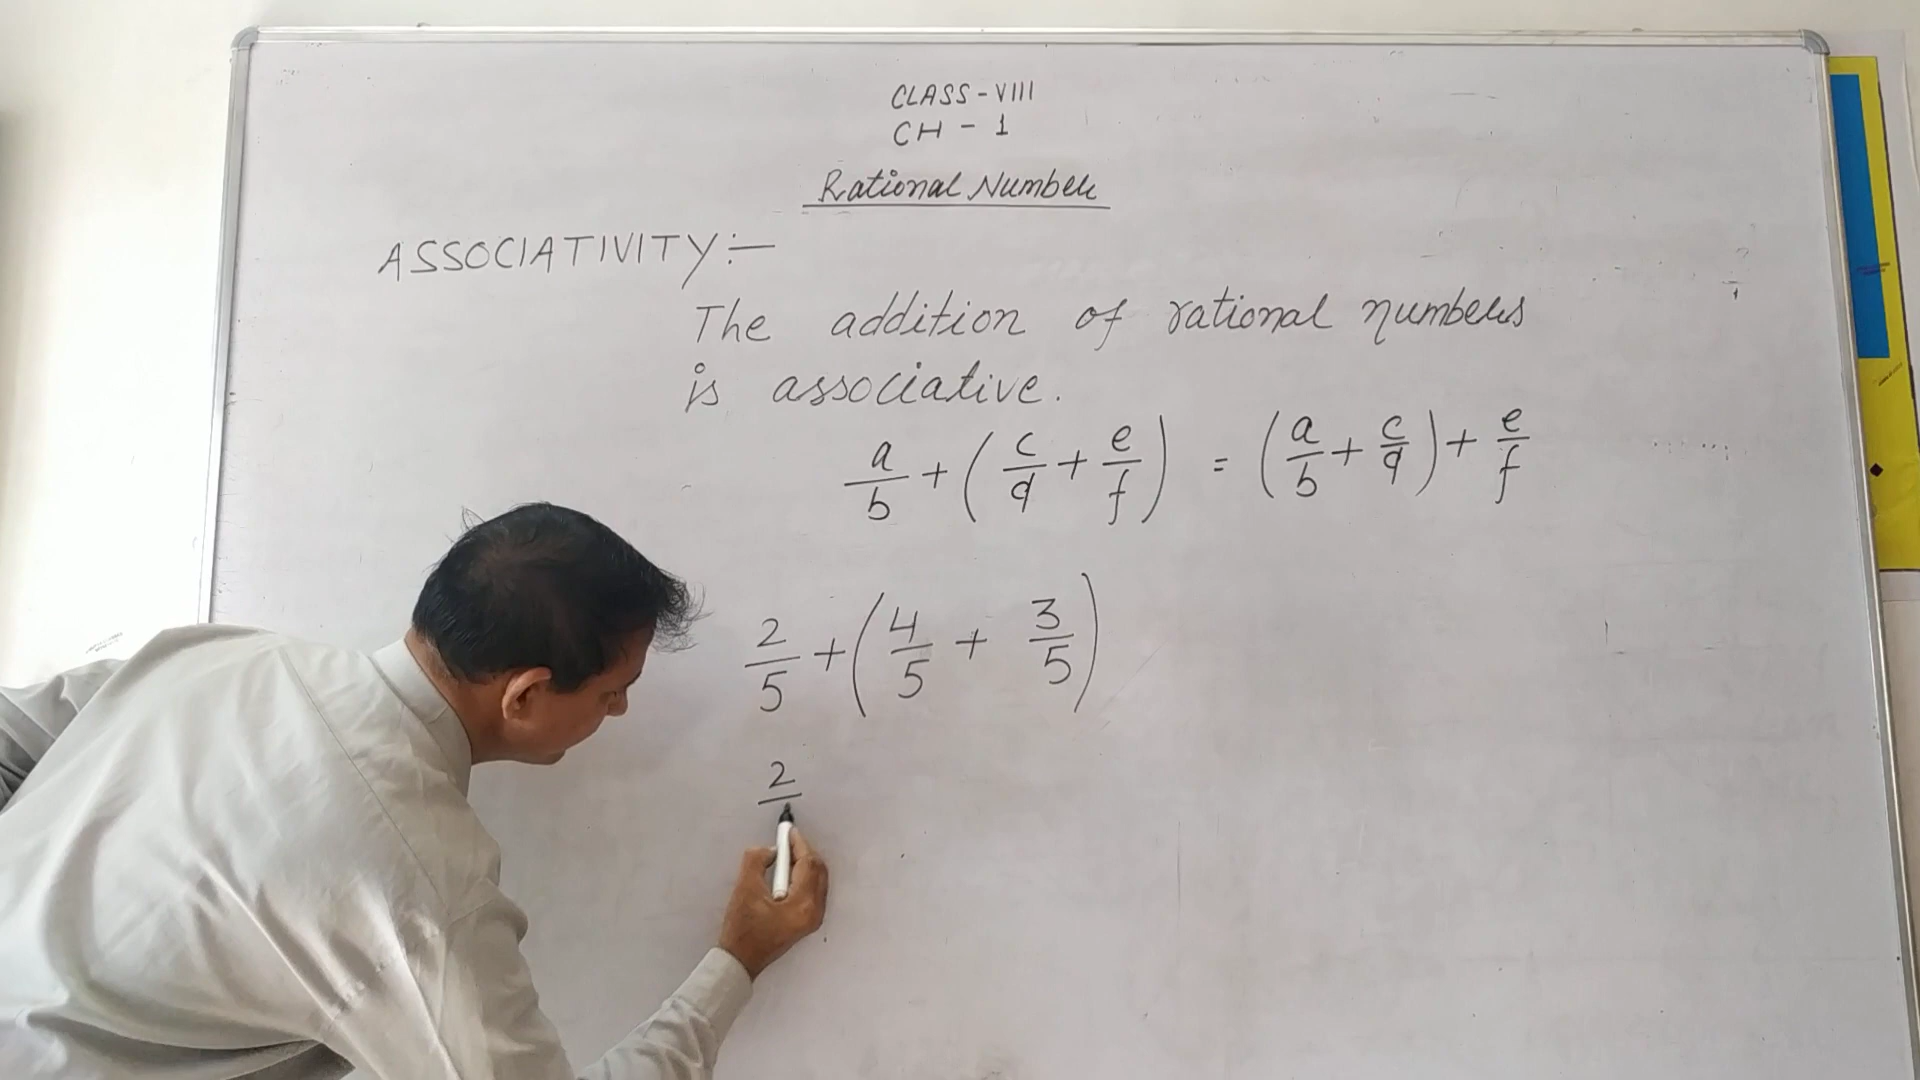 CLASS - VIII
CH - 1
Rational Number
ASSOCIATIVITY :-
The addition of rational numbers
is associative.
a/b + (c/d + e/f) = (a/b + c/d) + e/f
2/5 + (4/5 + 3/5)
2/